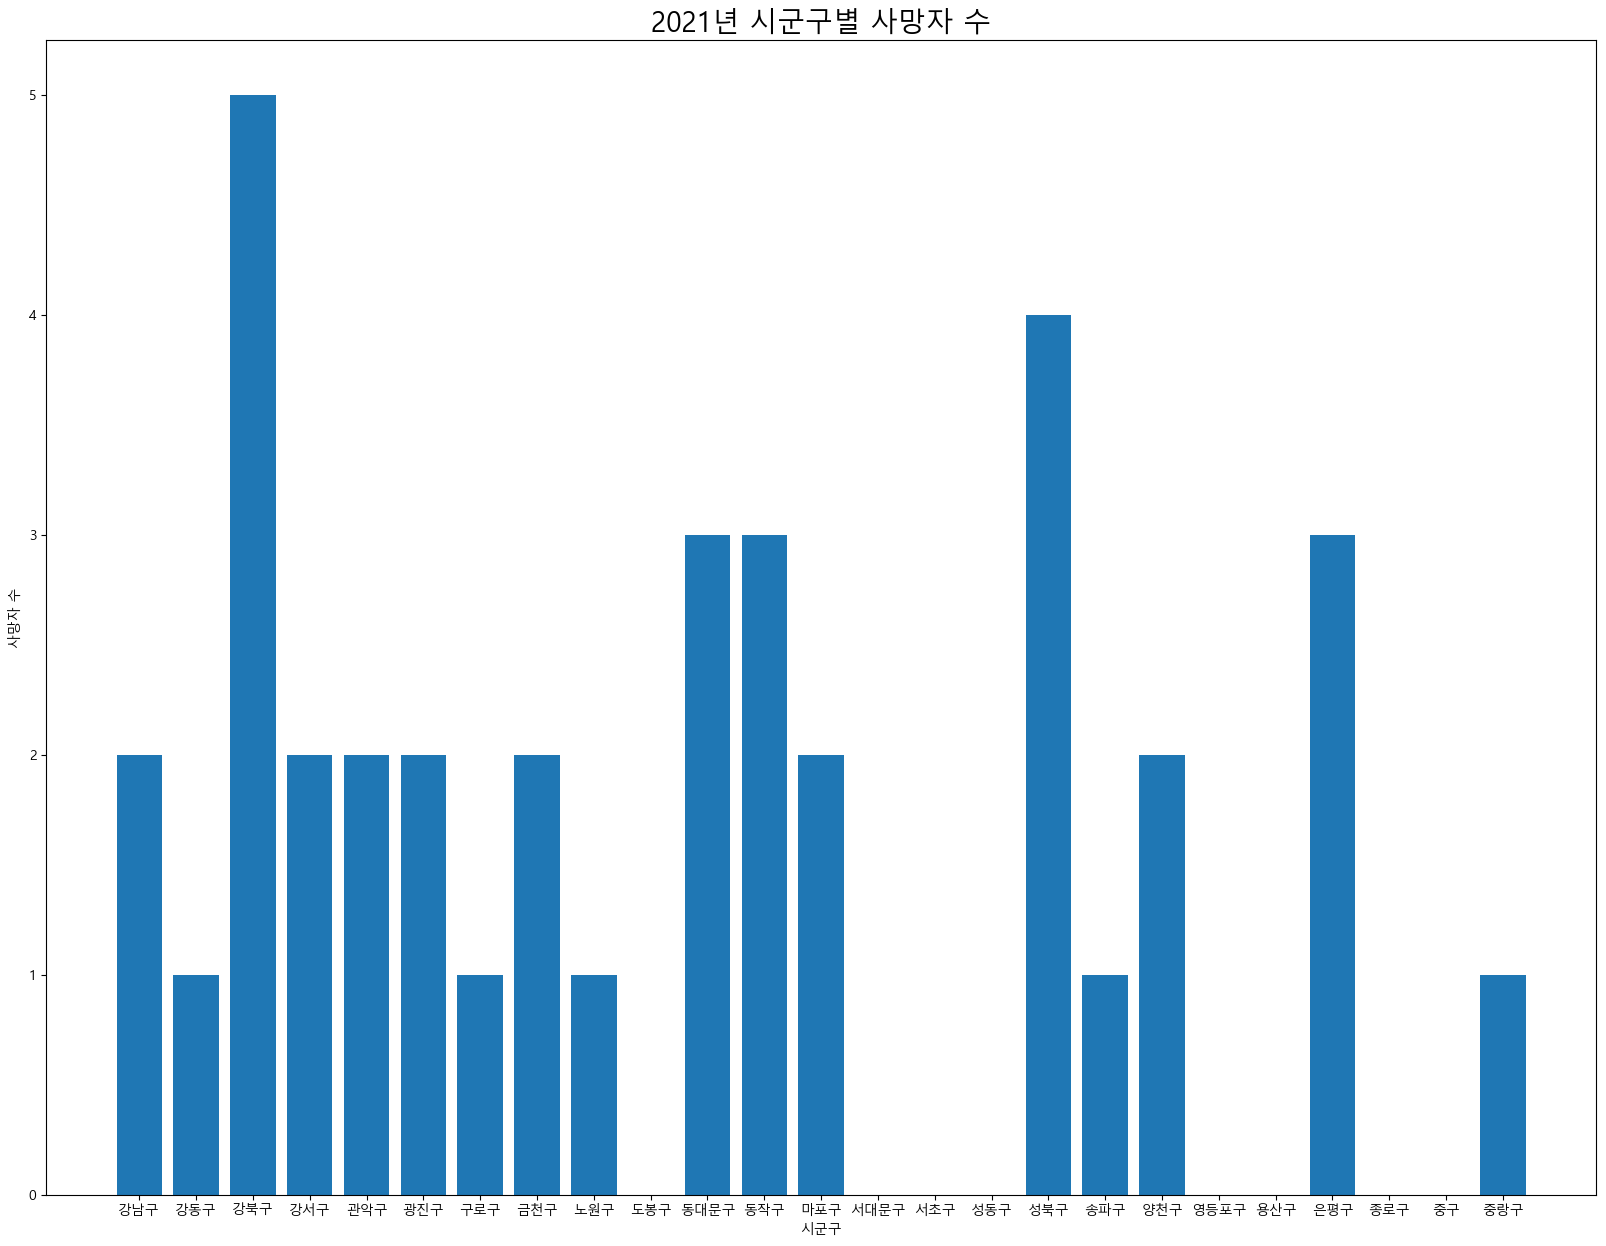 2021년 시군구별 사망자 수
사망자 수
5
4
3
2
1
0
강남구 강동구 강북구 강서구 관악구 광진구 구로구 금천구 노원구 도봉구 동대문구 동작구 마포구 서대문구 서초구 성동구 성북구 송파구 양천구 영등포구 용산구 은평구 종로구 중구 중랑구
시군구